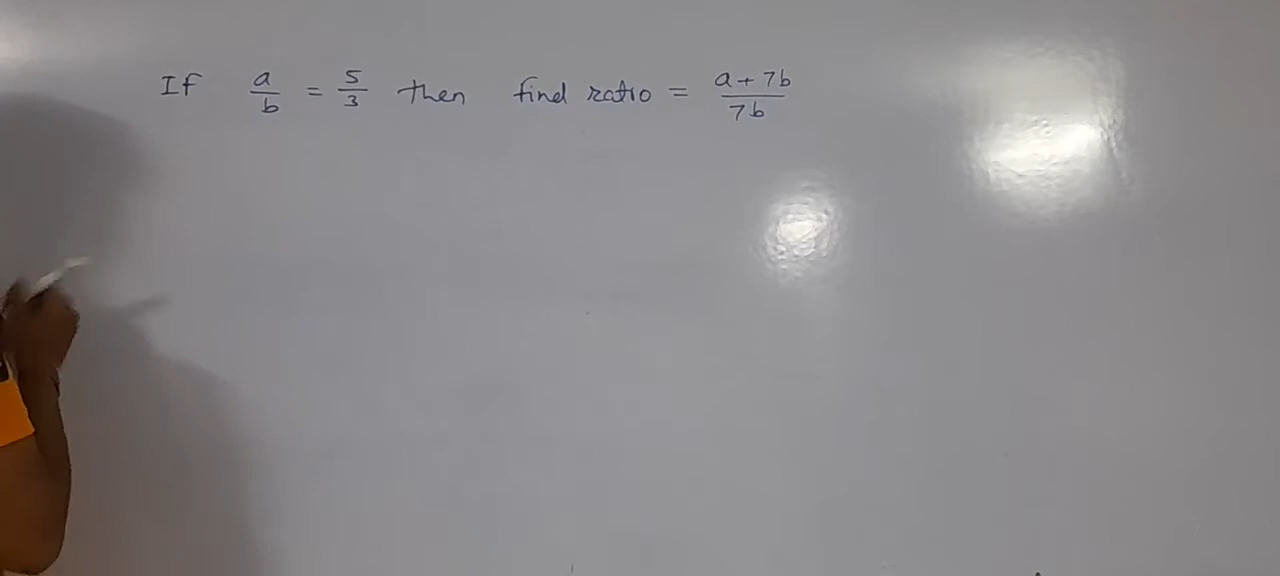 If a/b = 5/3 then find ratio = a + 7b/7b